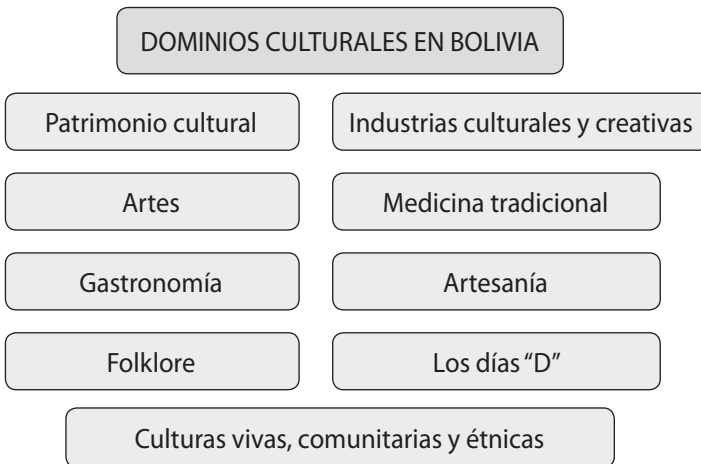 DOMINIOS CULTURALES EN BOLIVIA
Patrimonio cultural
Industrias culturales y creativas
Artes
Medicina tradicional
Gastronomía
Artesanía
Folklore
Los días “D”
Culturas vivas, comunitarias y étnicas